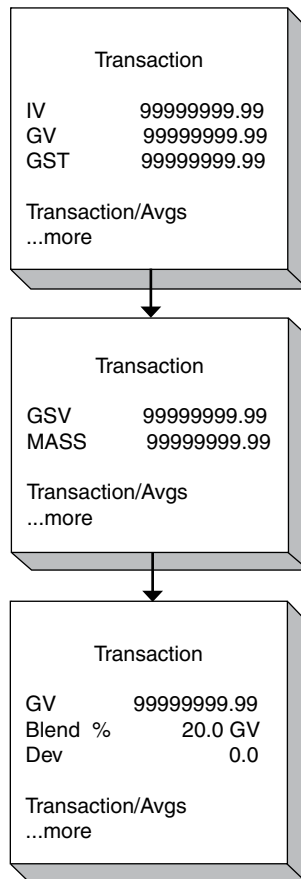 Transaction
IV 99999999.99
GV 99999999.99
GST 99999999.99
Transaction/Avgs
...more
Transaction
GSV 99999999.99
MASS 99999999.99
Transaction/Avgs
...more
Transaction
GV 99999999.99
Blend % 20.0 GV
Dev 0.0
Transaction/Avgs
...more